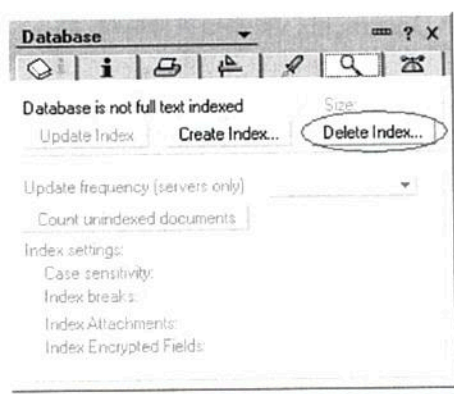 Database ? X
i i
Database is not full text indexed Size:
Update Index Create Index... Delete Index...
Update frequency (servers only)
Count unindexed documents
Index settings:
Case sensitivity:
Index breaks:
Index Attachments:
Index Encrypted Fields: